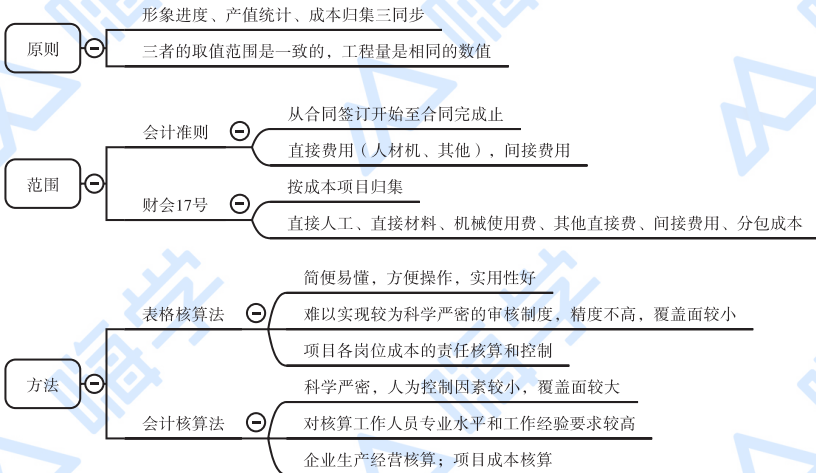 形象进度、产值统计、成本归集三同步
原则
三者的取值范围是一致的，工程量是相同的数值
从合同签订开始至合同完成止
会计准则
直接费用（人材机、其他），间接费用
范围
按成本项目归集
财会17号
直接人工、直接材料、机械使用费、其他直接费、间接费用、分包成本
简便易懂，方便操作，实用性好
表格核算法
难以实现较为科学严密的审核制度，精度不高，覆盖面较小
项目各岗位成本的责任核算和控制
方法
科学严密，人为控制因素较小，覆盖面较大
会计核算法
对核算工作人员专业水平和工作经验要求较高
企业生产经营核算；项目成本核算
嗨学
嗨学